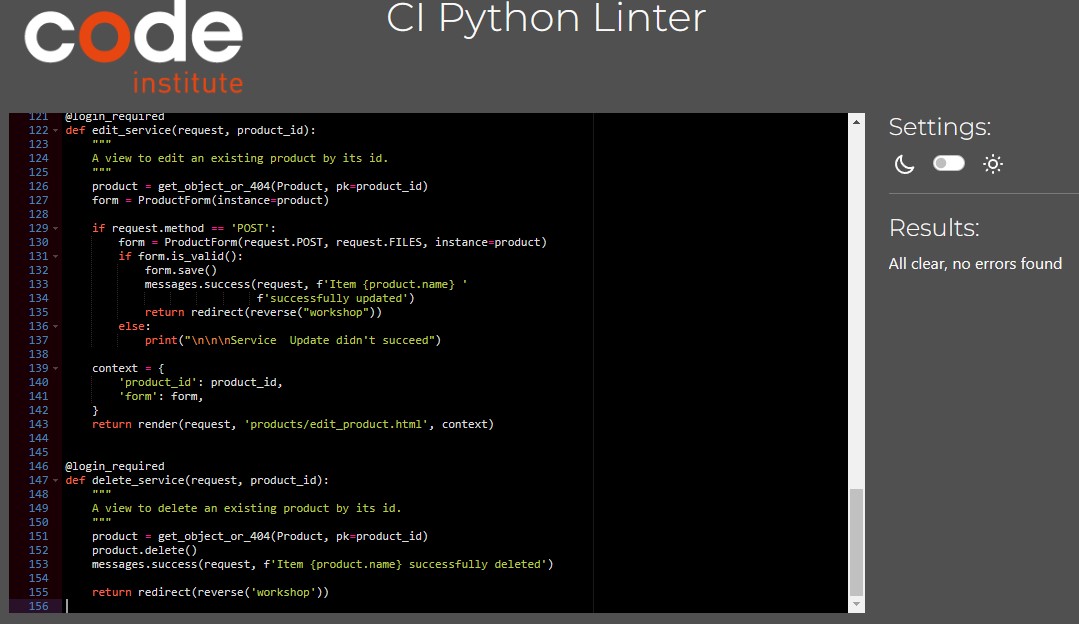 code
institute
CI Python Linter
121 @login_required
122 def edit_service(request, product_id):
123     """
124     A view to edit an existing product by its id.
125     """
126     product = get_object_or_404(Product, pk=product_id)
127     form = ProductForm(instance=product)
128
129     if request.method == 'POST':
130         form = ProductForm(request.POST, request.FILES, instance=product)
131         if form.is_valid():
132             form.save()
133             messages.success(request, f'Item {product.name} '
134                              f'successfully updated')
135             return redirect(reverse("workshop"))
136         else:
137             print("\n\n\nService  Update didn't succeed")
138
139     context = {
140         'product_id': product_id,
141         'form': form,
142     }
143     return render(request, 'products/edit_product.html', context)
144
145
146 @login_required
147 def delete_service(request, product_id):
148     """
149     A view to delete an existing product by its id.
150     """
151     product = get_object_or_404(Product, pk=product_id)
152     product.delete()
153     messages.success(request, f'Item {product.name} successfully deleted')
154
155     return redirect(reverse('workshop'))
156
Settings:
Results:
All clear, no errors found